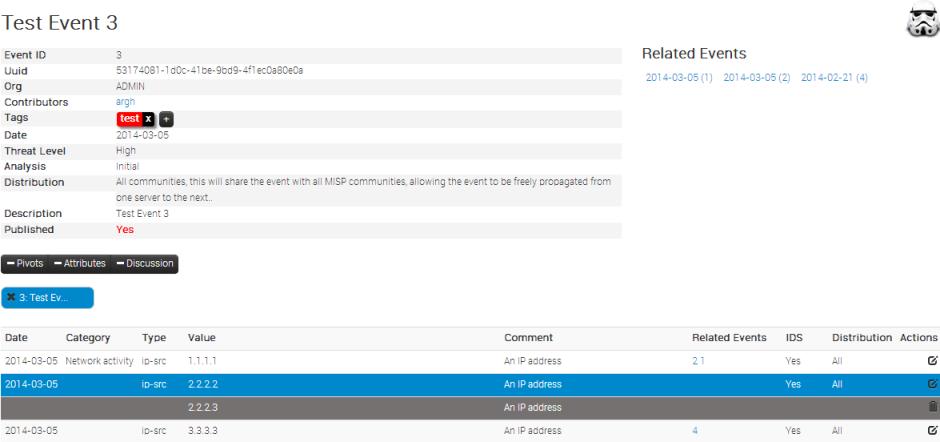 Test Event 3
Event ID 3
Uuid 53174081-1d0c-41be-9bd9-4f1ec0a80e0a
Org ADMIN
Contributors argh
Tags test x +
Date 2014-03-05
Threat Level High
Analysis Initial
Distribution All communities, this will share the event with all MISP communities, allowing the event to be freely propagated from
one server to the next..
Description Test Event 3
Published Yes
Related Events
2014-03-05 (1) 2014-03-05 (2) 2014-02-21 (4)
Pivots Attributes Discussion
3: Test Ev...
Date Category Type Value Comment Related Events IDS Distribution Actions
2014-03-05 Network activity ip-src 1.1.1.1 An IP address 2 1 Yes All
2014-03-05 ip-src 2.2.2.2 An IP address Yes All
2.2.2.3 An IP address
2014-03-05 ip-src 3.3.3.3 An IP address 4 Yes All